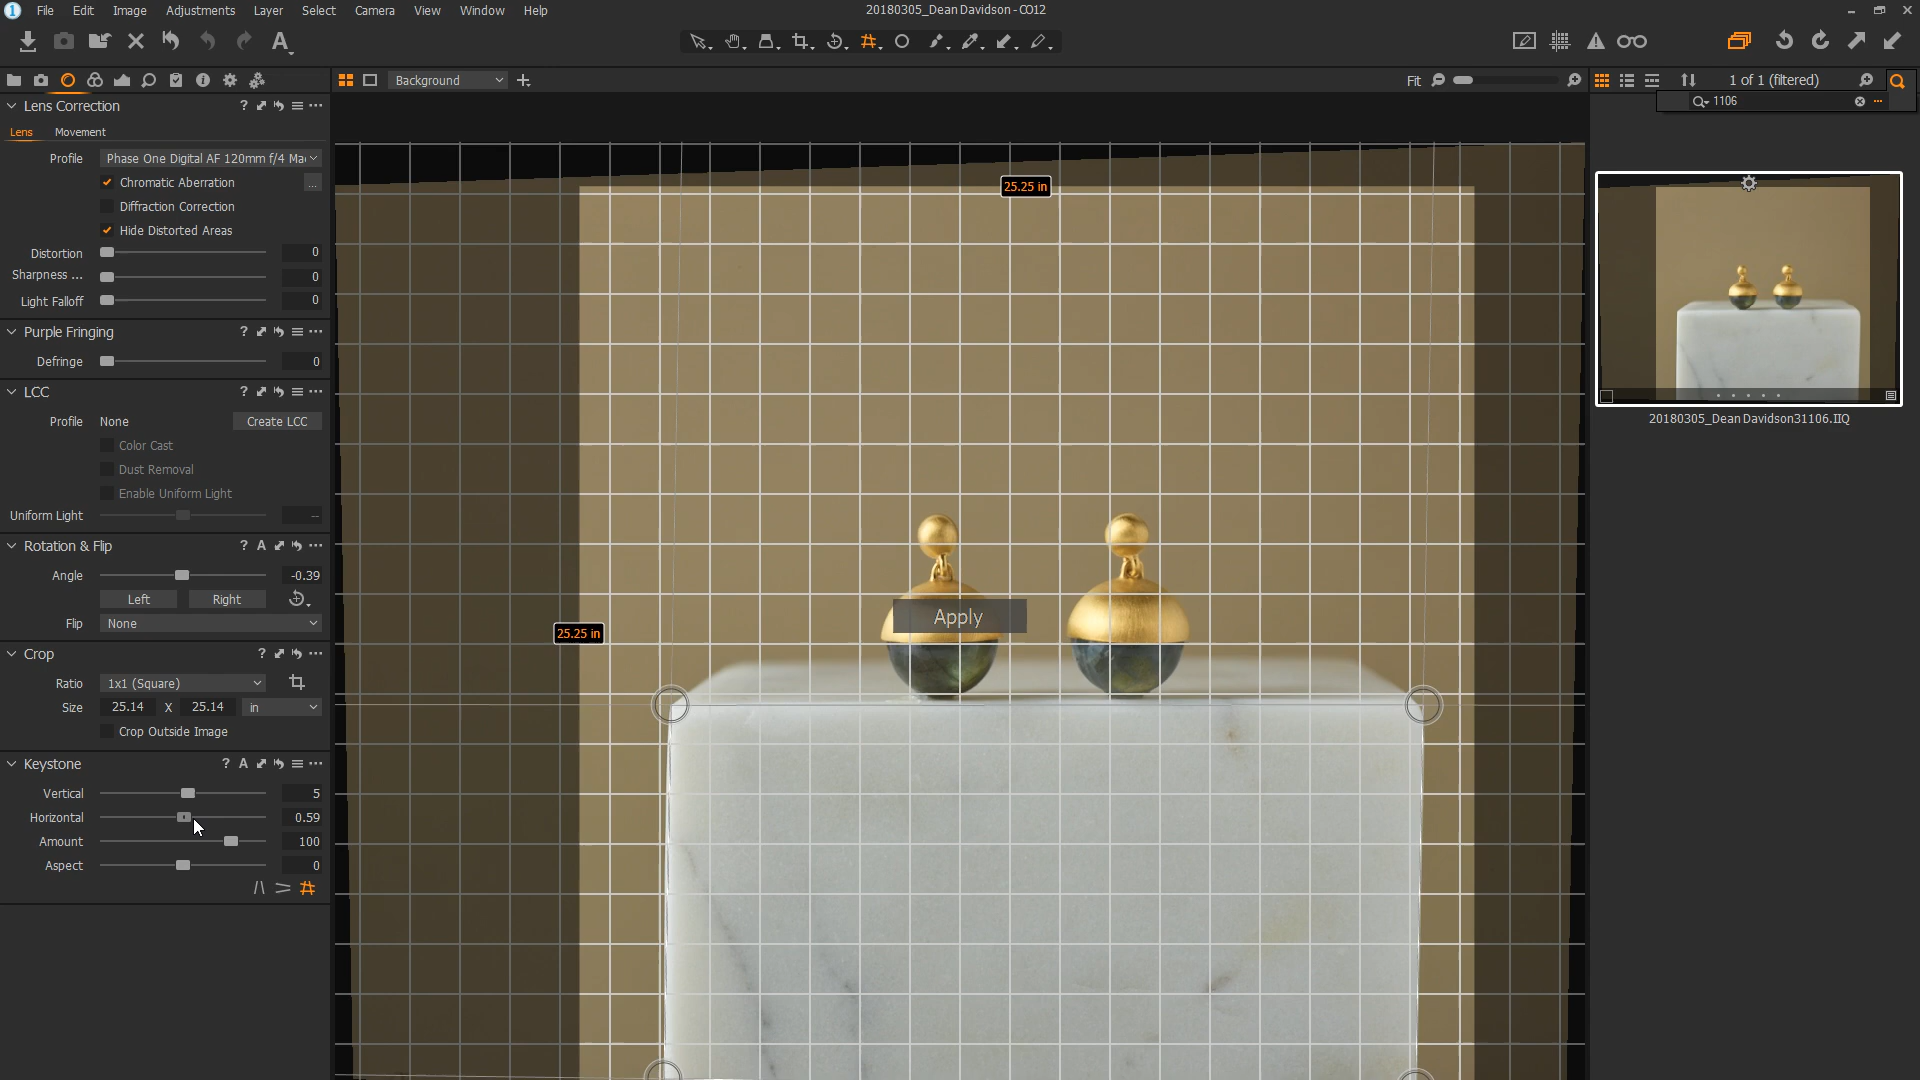 1 File Edit Image Adjustments Layer Select Camera View Window Help
20180305_Dean Davidson - CO12
Background
Fit
1 of 1 (filtered)
1106
Lens Correction
Lens Movement
Profile Phase One Digital AF 120mm f/4 Mac
Chromatic Aberration ...
Diffraction Correction
Hide Distorted Areas
Distortion 0
Sharpness ... 0
Light Falloff 0
Purple Fringing
Defringe 0
LCC
Profile None Create LCC
Color Cast
Dust Removal
Enable Uniform Light
Uniform Light --
Rotation & Flip
Angle -0.39
Left Right
Flip None
Crop
Ratio 1x1 (Square)
Size 25.14 X 25.14 in
Crop Outside Image
Keystone
Vertical 5
Horizontal 0.59
Amount 100
Aspect 0
25.25 in
25.25 in
Apply
20180305_Dean Davidson31106.IIQ